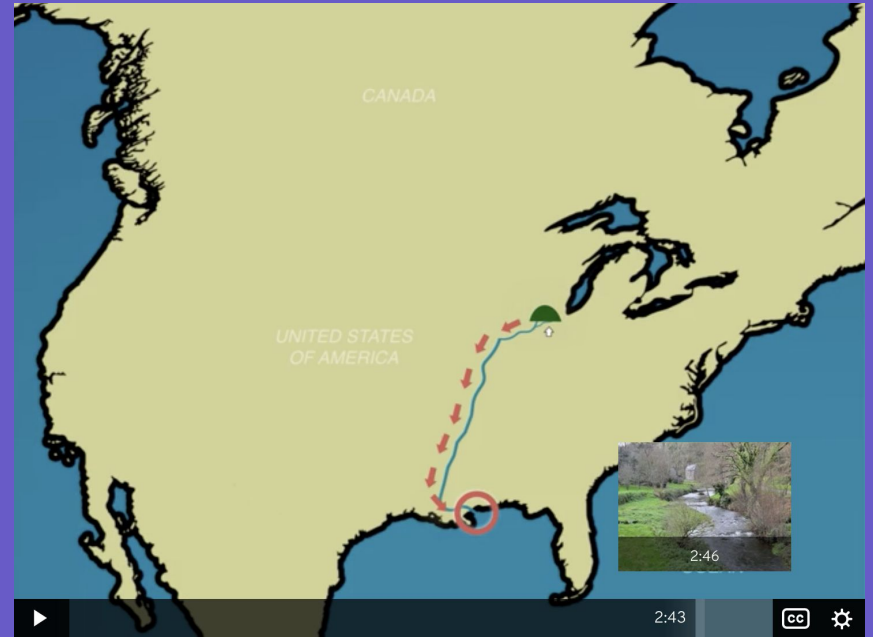 CANADA
UNITED STATES
OF AMERICA
2:46
2:43
CC